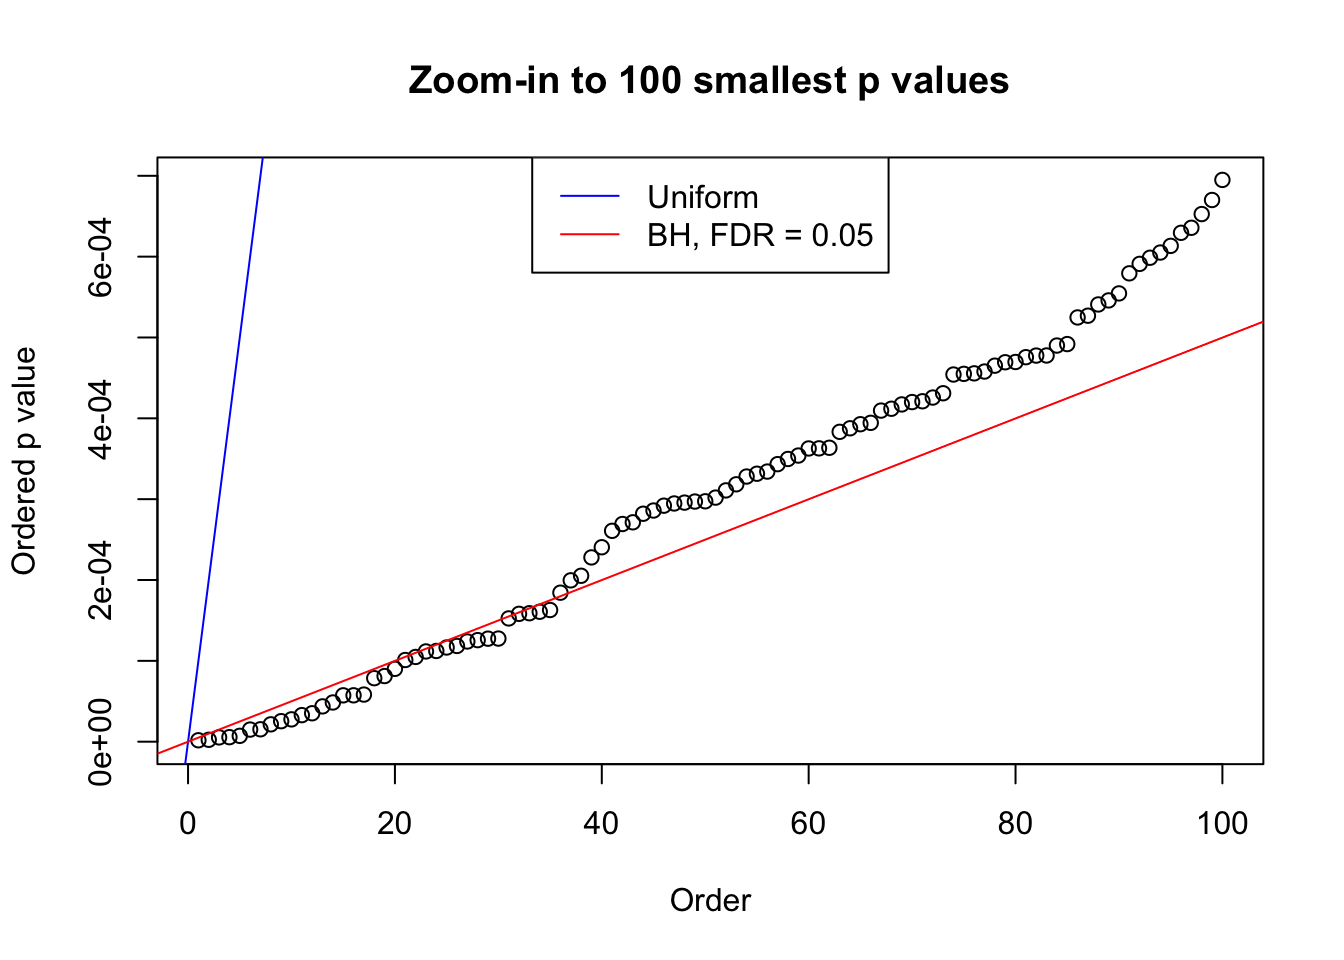 Zoom-in to 100 smallest p values
Uniform
BH, FDR = 0.05
Ordered p value
6e-04
4e-04
2e-04
0e+00
0 20 40 60 80 100
Order